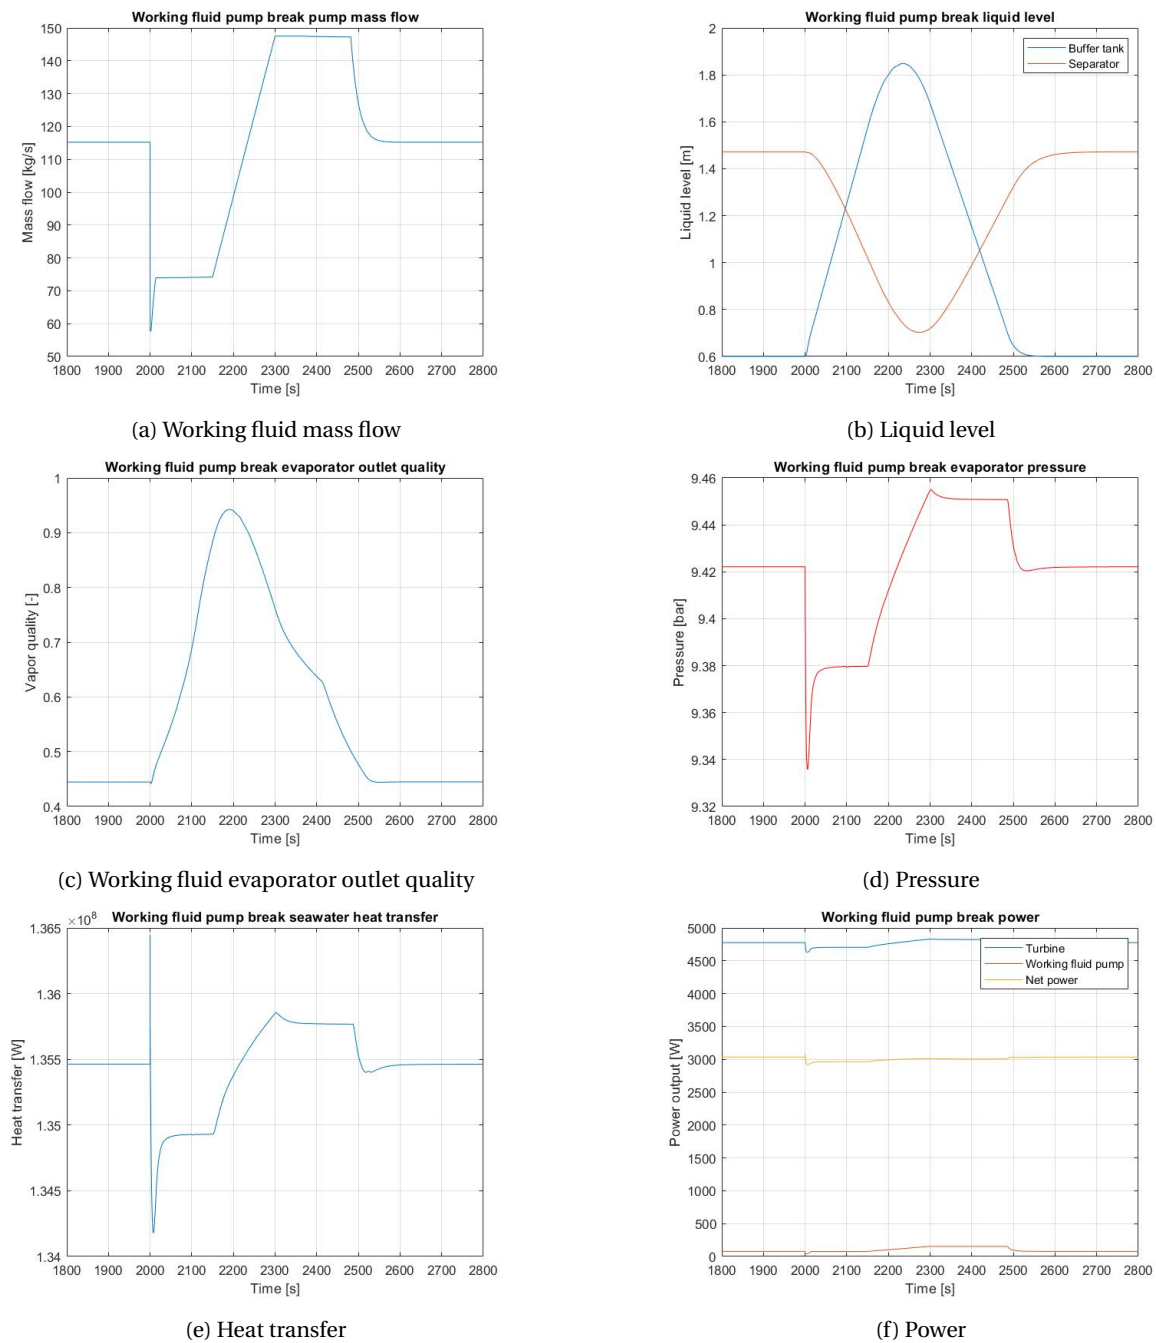 Working fluid pump break pump mass flow
150
140
130
120
110
100
90
80
70
60
50
Mass flow [kg/s]
1800 1900 2000 2100 2200 2300 2400 2500 2600 2700 2800
Time [s]
(a) Working fluid mass flow
Working fluid pump break liquid level
2
1.8
1.6
1.4
1.2
1
0.8
0.6
Liquid level [m]
Buffer tank
Separator
1800 1900 2000 2100 2200 2300 2400 2500 2600 2700 2800
Time [s]
(b) Liquid level
Working fluid pump break evaporator outlet quality
1
0.9
0.8
0.7
0.6
0.5
0.4
Vapor quality [-]
1800 1900 2000 2100 2200 2300 2400 2500 2600 2700 2800
Time [s]
(c) Working fluid evaporator outlet quality
Working fluid pump break evaporator pressure
9.46
9.44
9.42
9.4
9.38
9.36
9.34
9.32
Pressure [bar]
1800 1900 2000 2100 2200 2300 2400 2500 2600 2700 2800
Time [s]
(d) Pressure
×10⁸
Working fluid pump break seawater heat transfer
1.365
1.36
1.355
1.35
1.345
1.34
Heat transfer [W]
1800 1900 2000 2100 2200 2300 2400 2500 2600 2700 2800
Time [s]
(e) Heat transfer
Working fluid pump break power
5000
4500
4000
3500
3000
2500
2000
1500
1000
500
0
Power output [W]
Turbine
Working fluid pump
Net power
1800 1900 2000 2100 2200 2300 2400 2500 2600 2700 2800
Time [s]
(f) Power